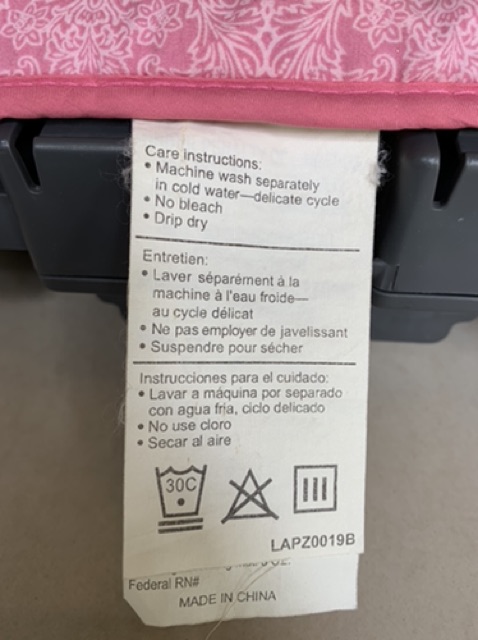 Care instructions:
• Machine wash separately
in cold water—delicate cycle
• No bleach
• Drip dry
Entretien:
• Laver séparément à la
machine à l'eau froide—
au cycle délicat
• Ne pas employer de javelissant
• Suspendre pour sécher
Instrucciones para el cuidado:
• Lavar a máquina por separado
con agua fria, ciclo delicado
• No use cloro
• Secar al aire
30C
LAPZ0019B
Federal RN#
MADE IN CHINA